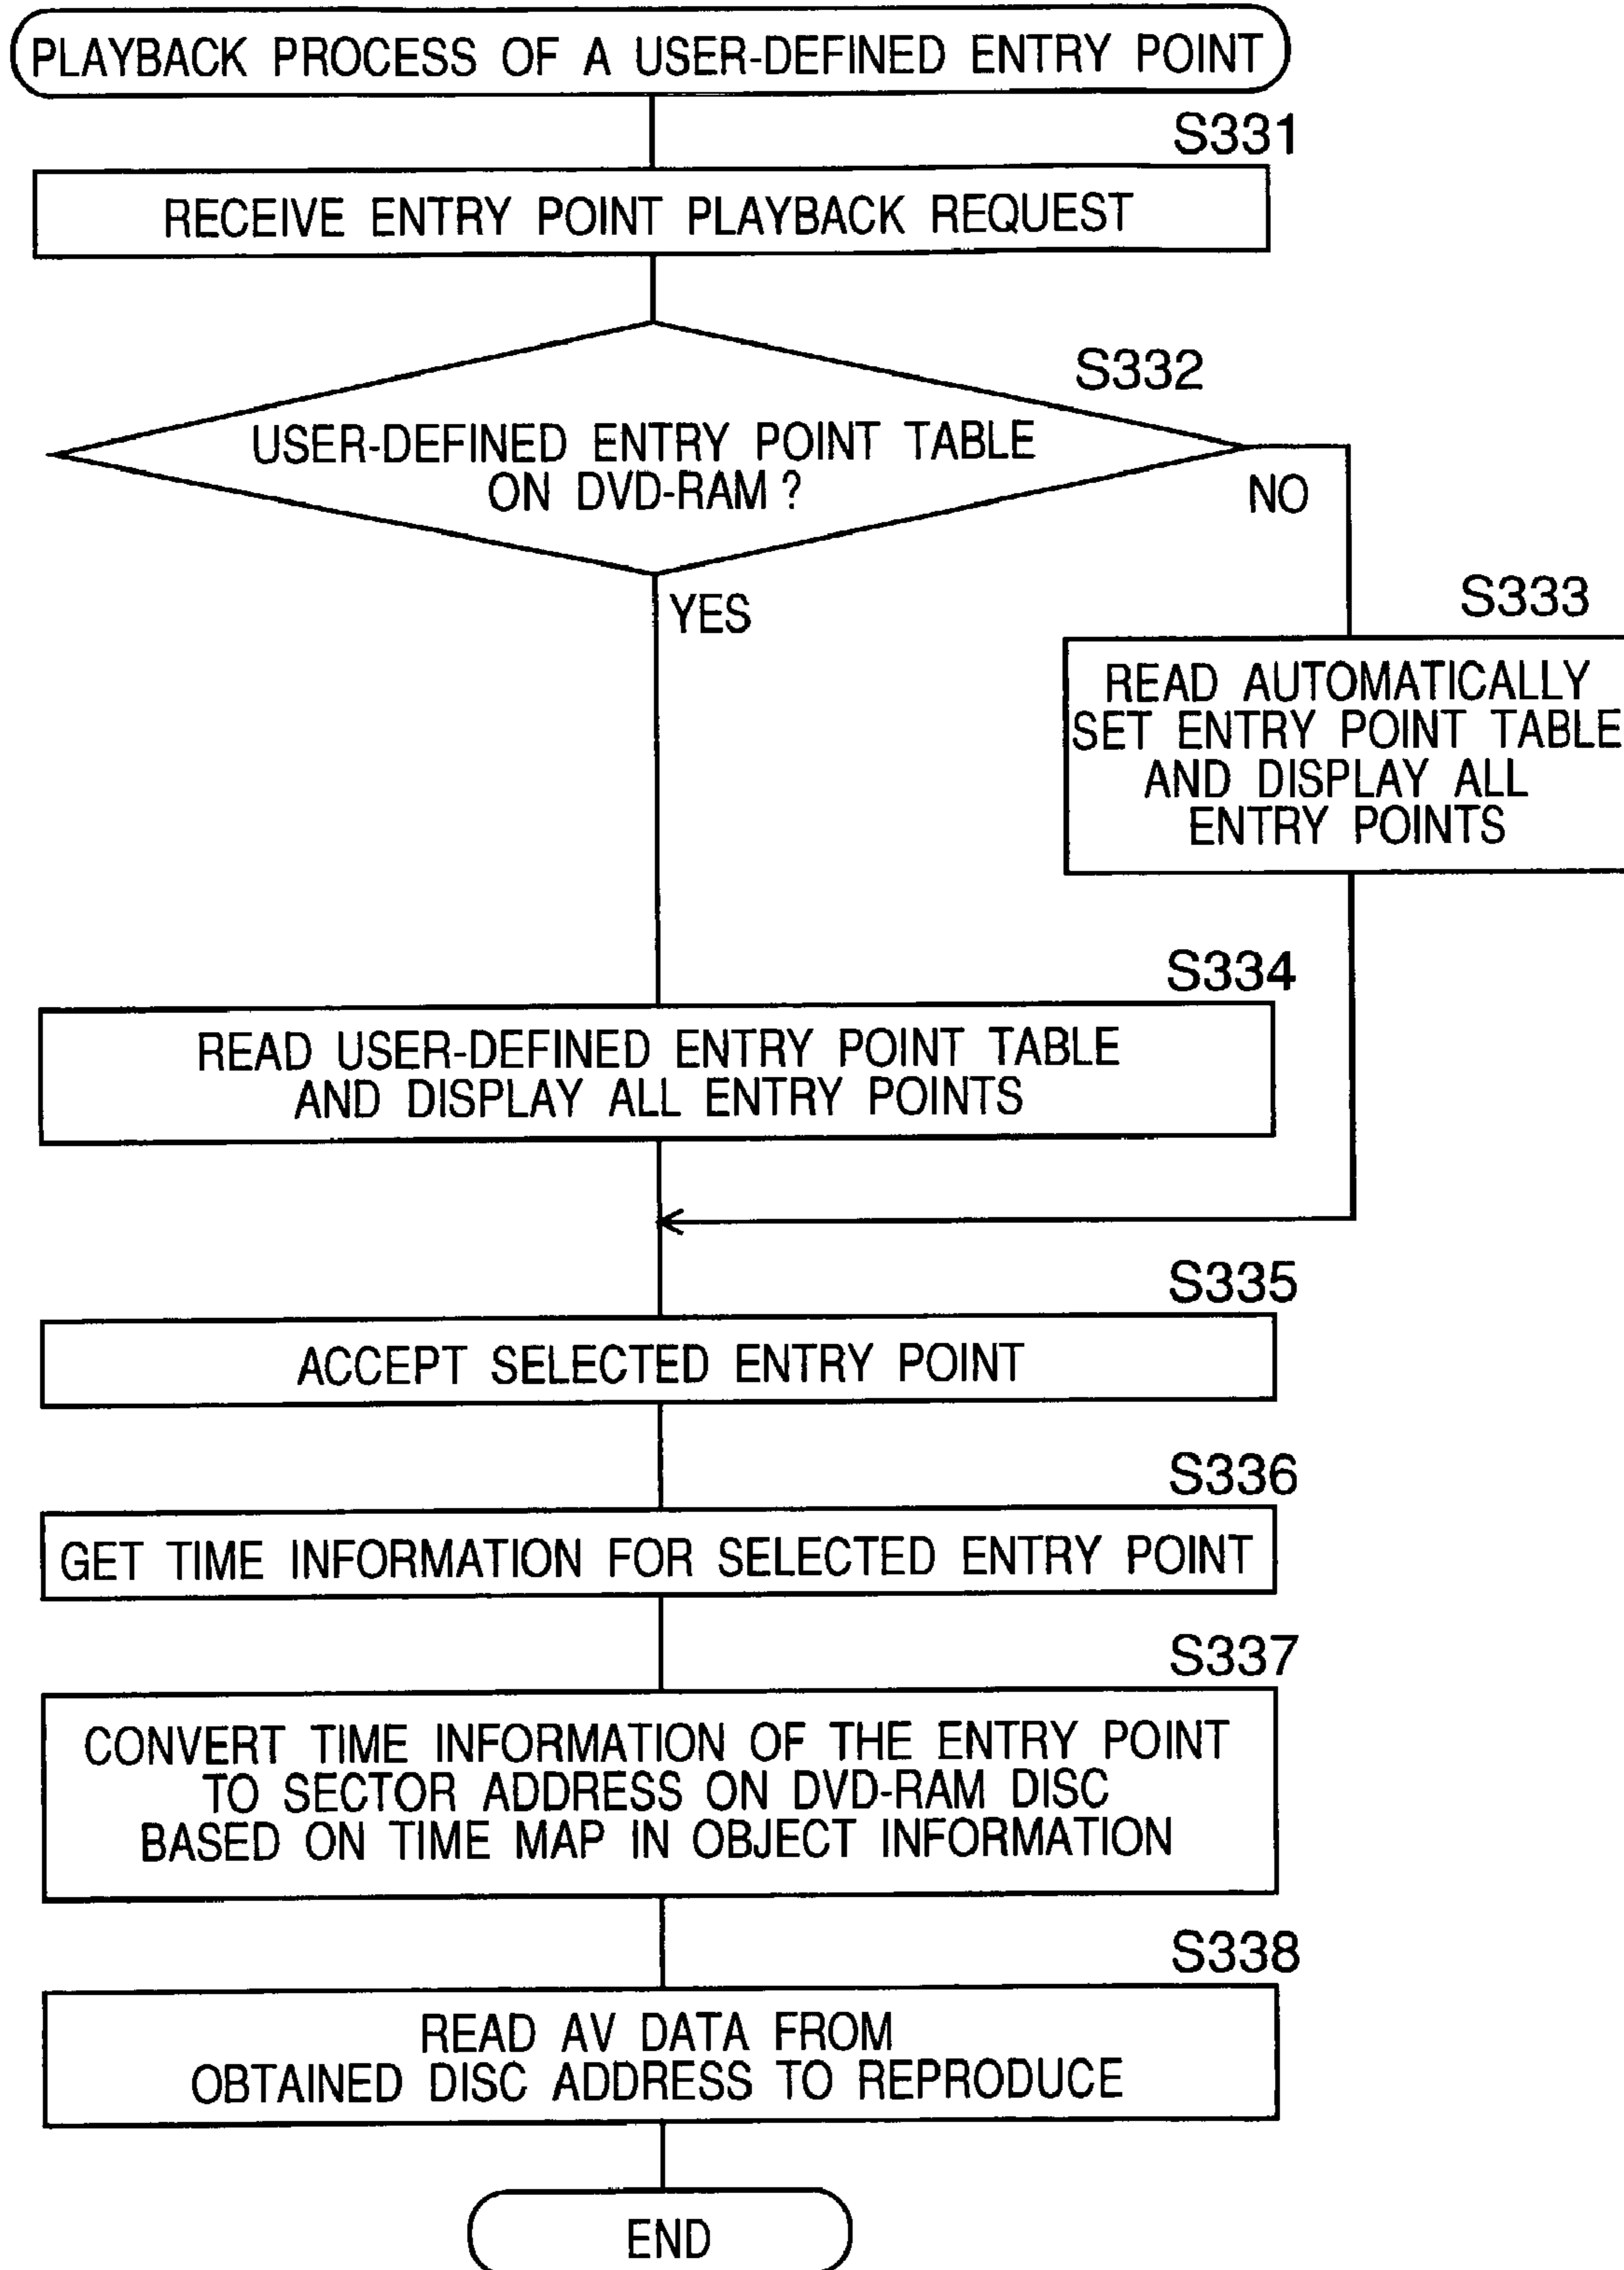 PLAYBACK PROCESS OF A USER-DEFINED ENTRY POINT
S331
RECEIVE ENTRY POINT PLAYBACK REQUEST
S332
USER-DEFINED ENTRY POINT TABLE
ON DVD-RAM ?
NO
YES
S333
READ AUTOMATICALLY
SET ENTRY POINT TABLE
AND DISPLAY ALL
ENTRY POINTS
S334
READ USER-DEFINED ENTRY POINT TABLE
AND DISPLAY ALL ENTRY POINTS
S335
ACCEPT SELECTED ENTRY POINT
S336
GET TIME INFORMATION FOR SELECTED ENTRY POINT
S337
CONVERT TIME INFORMATION OF THE ENTRY POINT
TO SECTOR ADDRESS ON DVD-RAM DISC
BASED ON TIME MAP IN OBJECT INFORMATION
S338
READ AV DATA FROM
OBTAINED DISC ADDRESS TO REPRODUCE
END